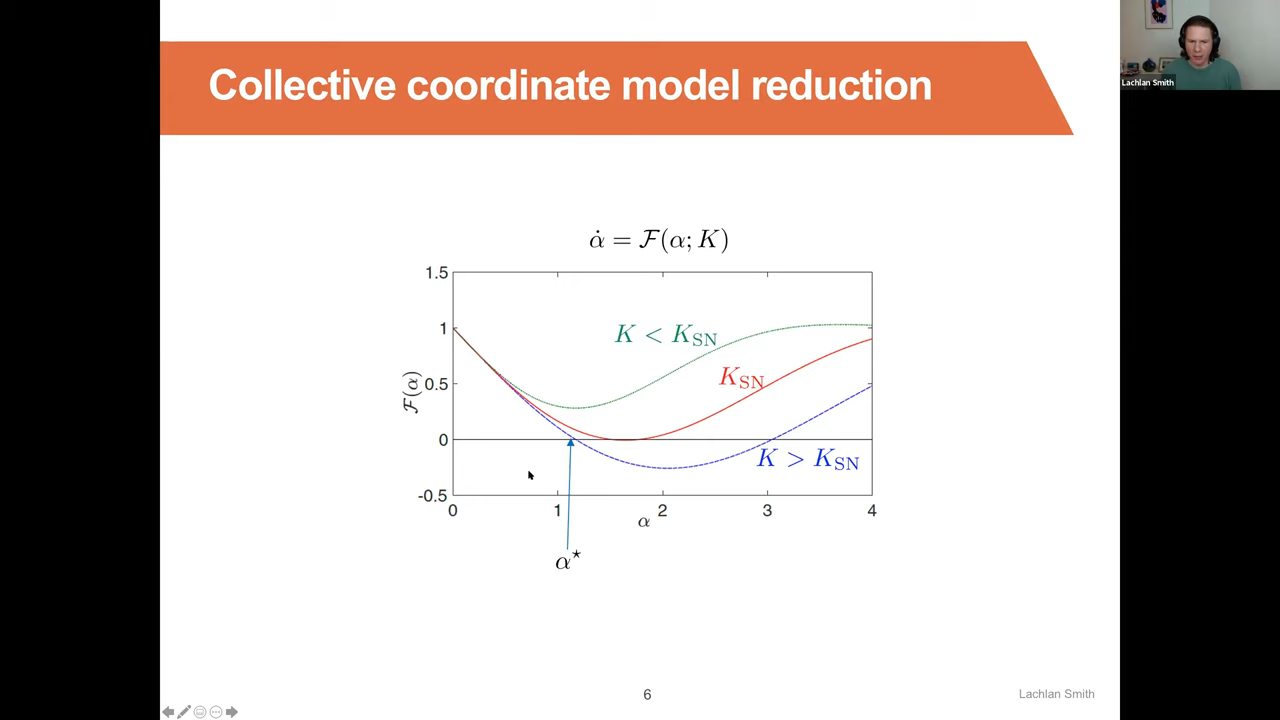 Collective coordinate model reduction
Lachlan Smith
α̇ = ℱ(α; K)
1.5
1
0.5
0
-0.5
ℱ(α)
K < K_SN
K_SN
K > K_SN
0 1 2 3 4
α
α⋆
6
Lachlan Smith